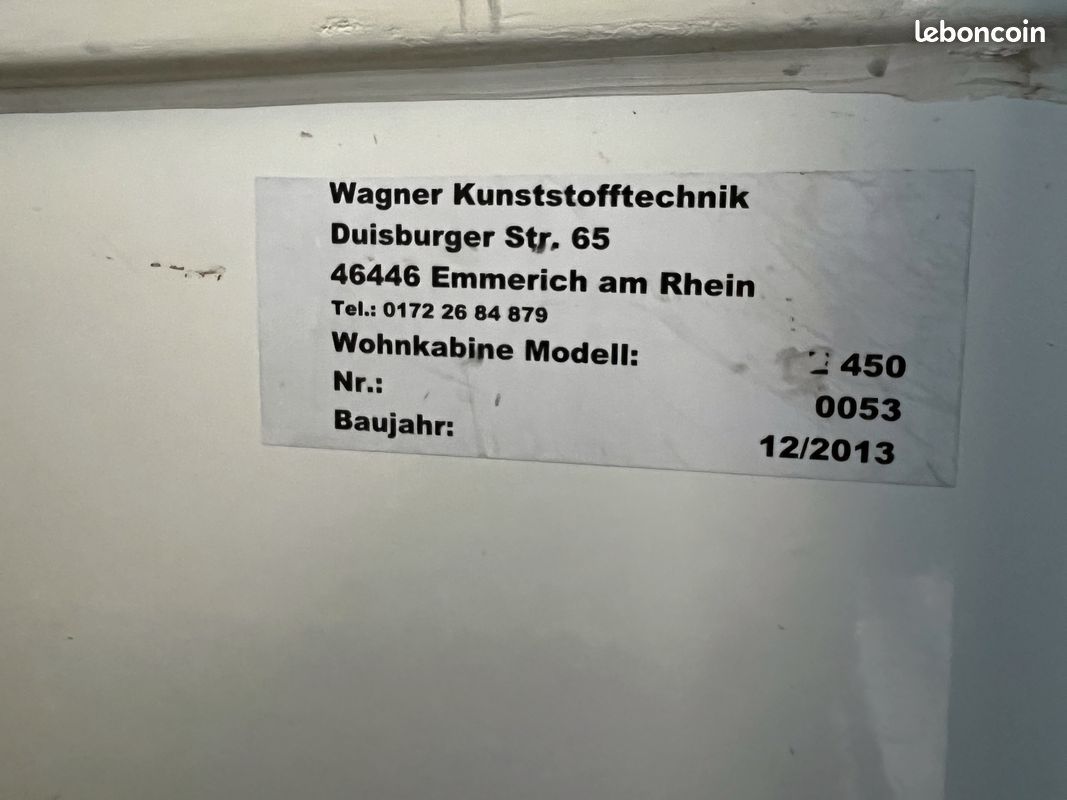 leboncoin
Wagner Kunststofftechnik
Duisburger Str. 65
46446 Emmerich am Rhein
Tel.: 0172 26 84 879
Wohnkabine Modell: 450
Nr.: 0053
Baujahr: 12/2013